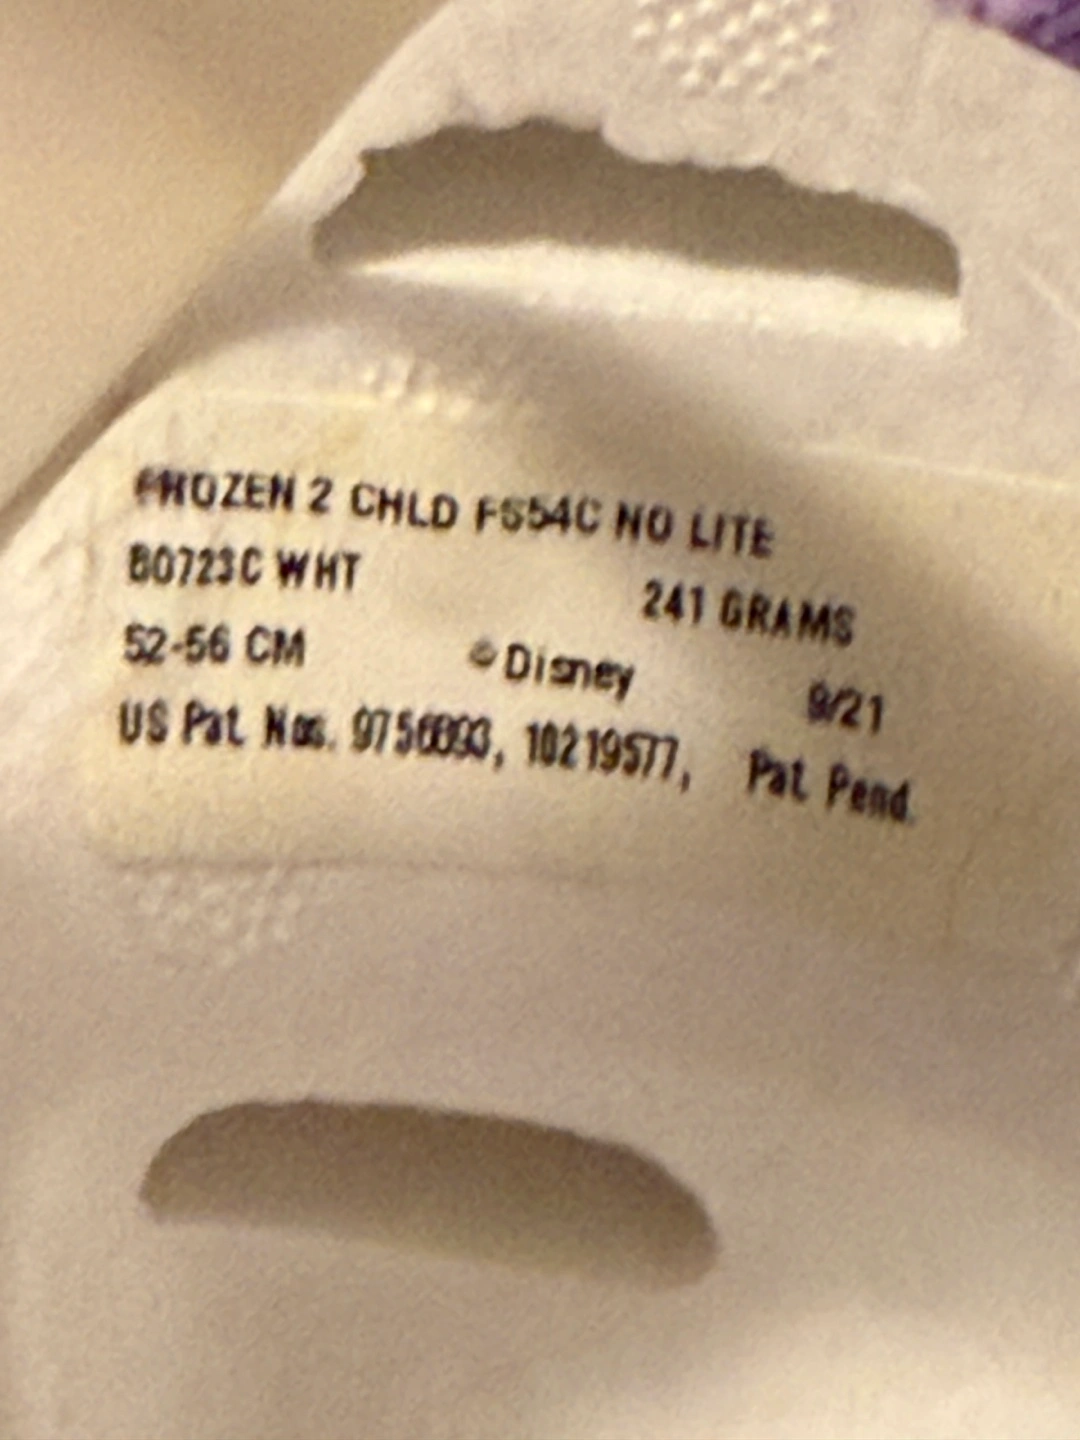 FROZEN 2 CHLD FS54C NO LITE
B0723C WHT 241 GRAMS
52-56 CM ©Disney 9/21
US Pat. Nos. 10219577, Pat. Pend.